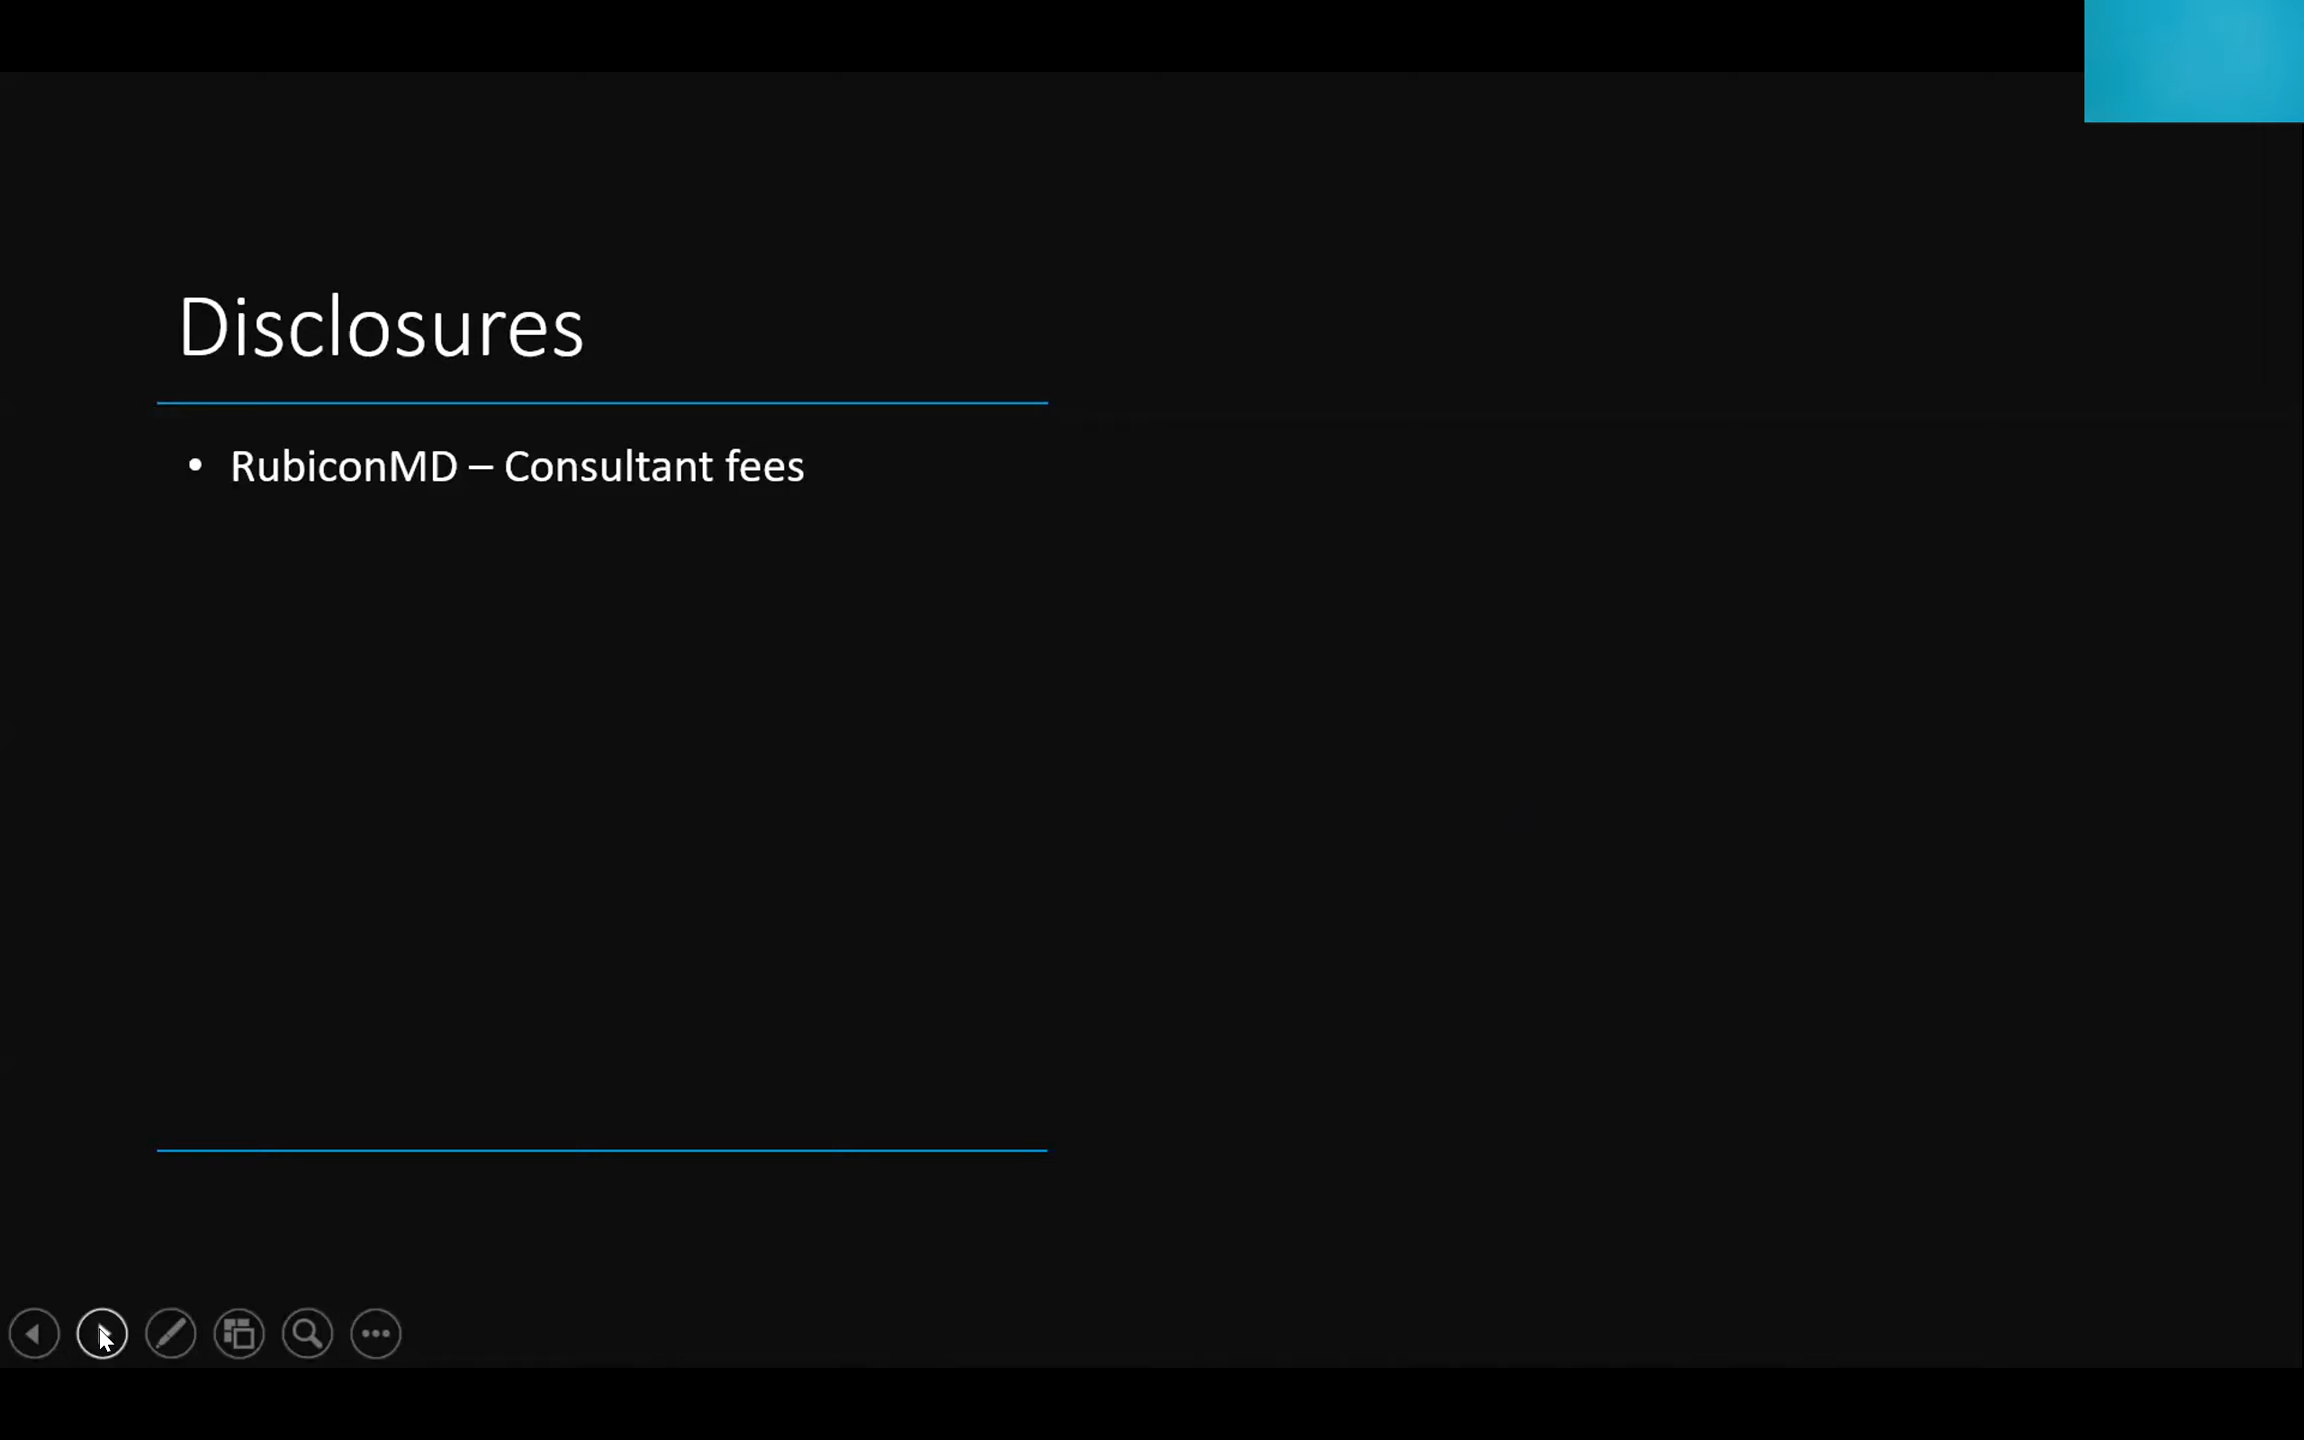 Disclosures
• RubiconMD – Consultant fees